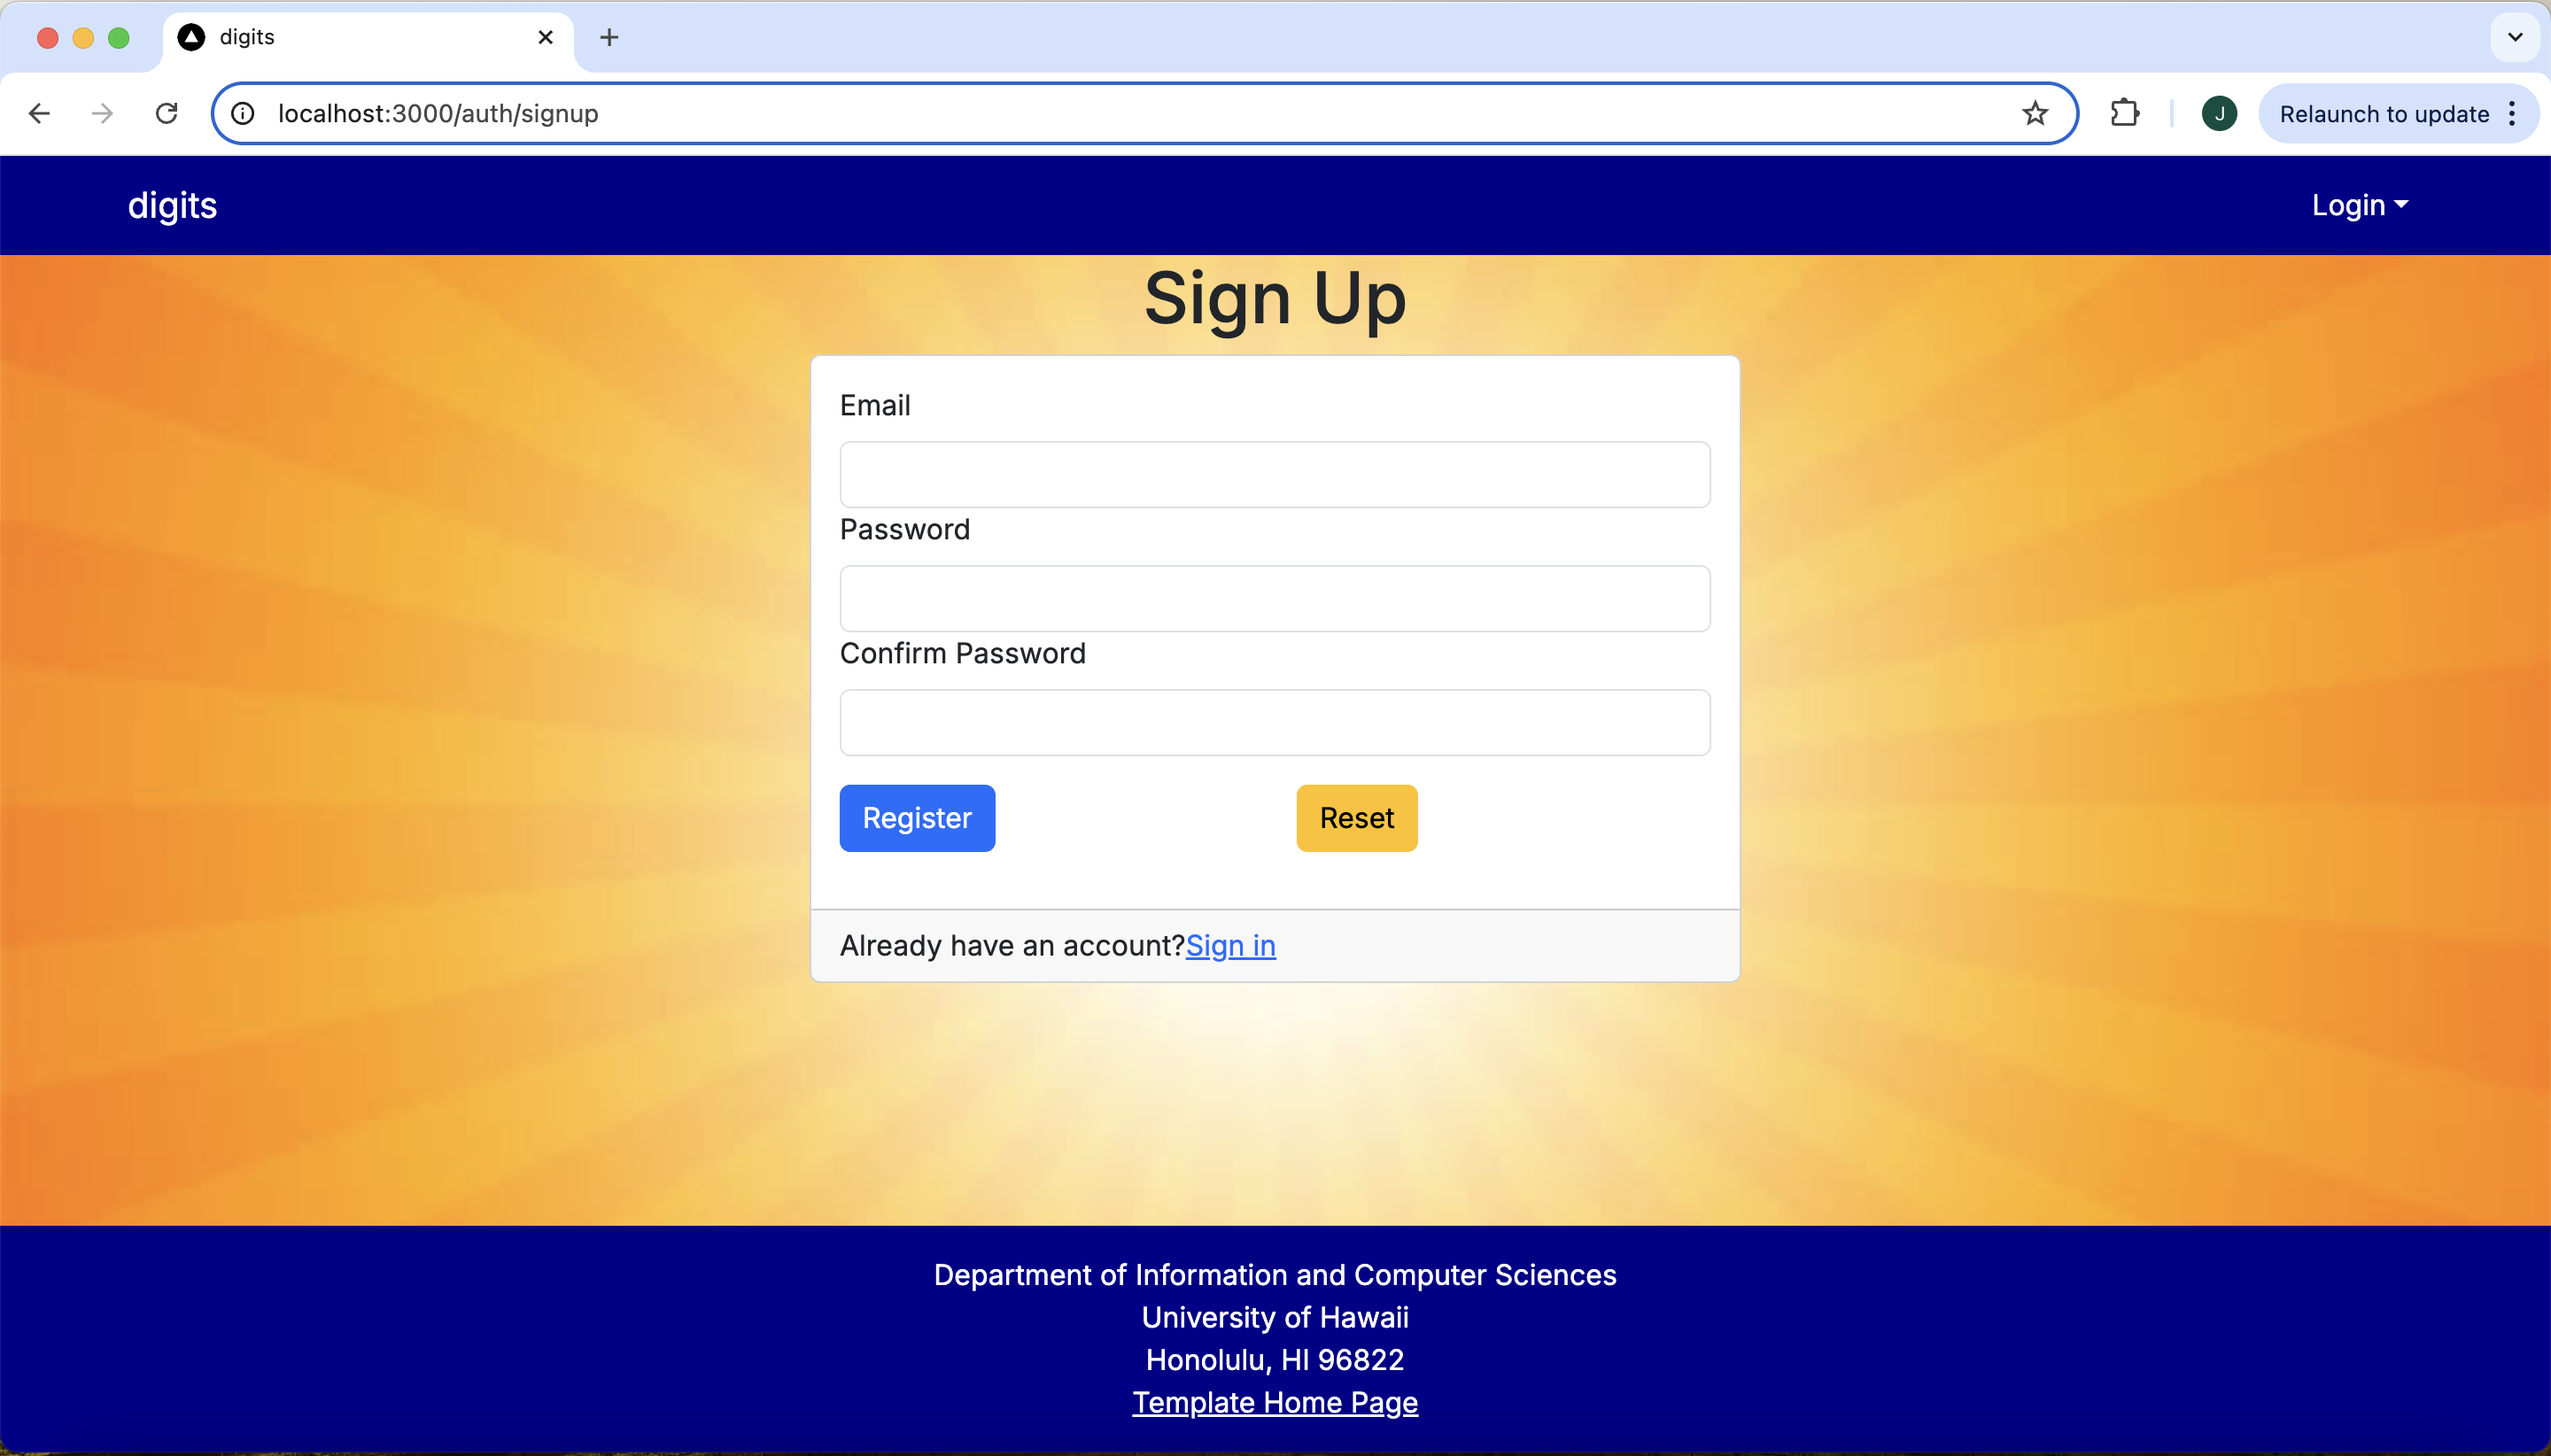 digits
localhost:3000/auth/signup
J
Relaunch to update
digits
Login
Sign Up
Email
Password
Confirm Password
Register
Reset
Already have an account?Sign in
Department of Information and Computer Sciences
University of Hawaii
Honolulu, HI 96822
Template Home Page